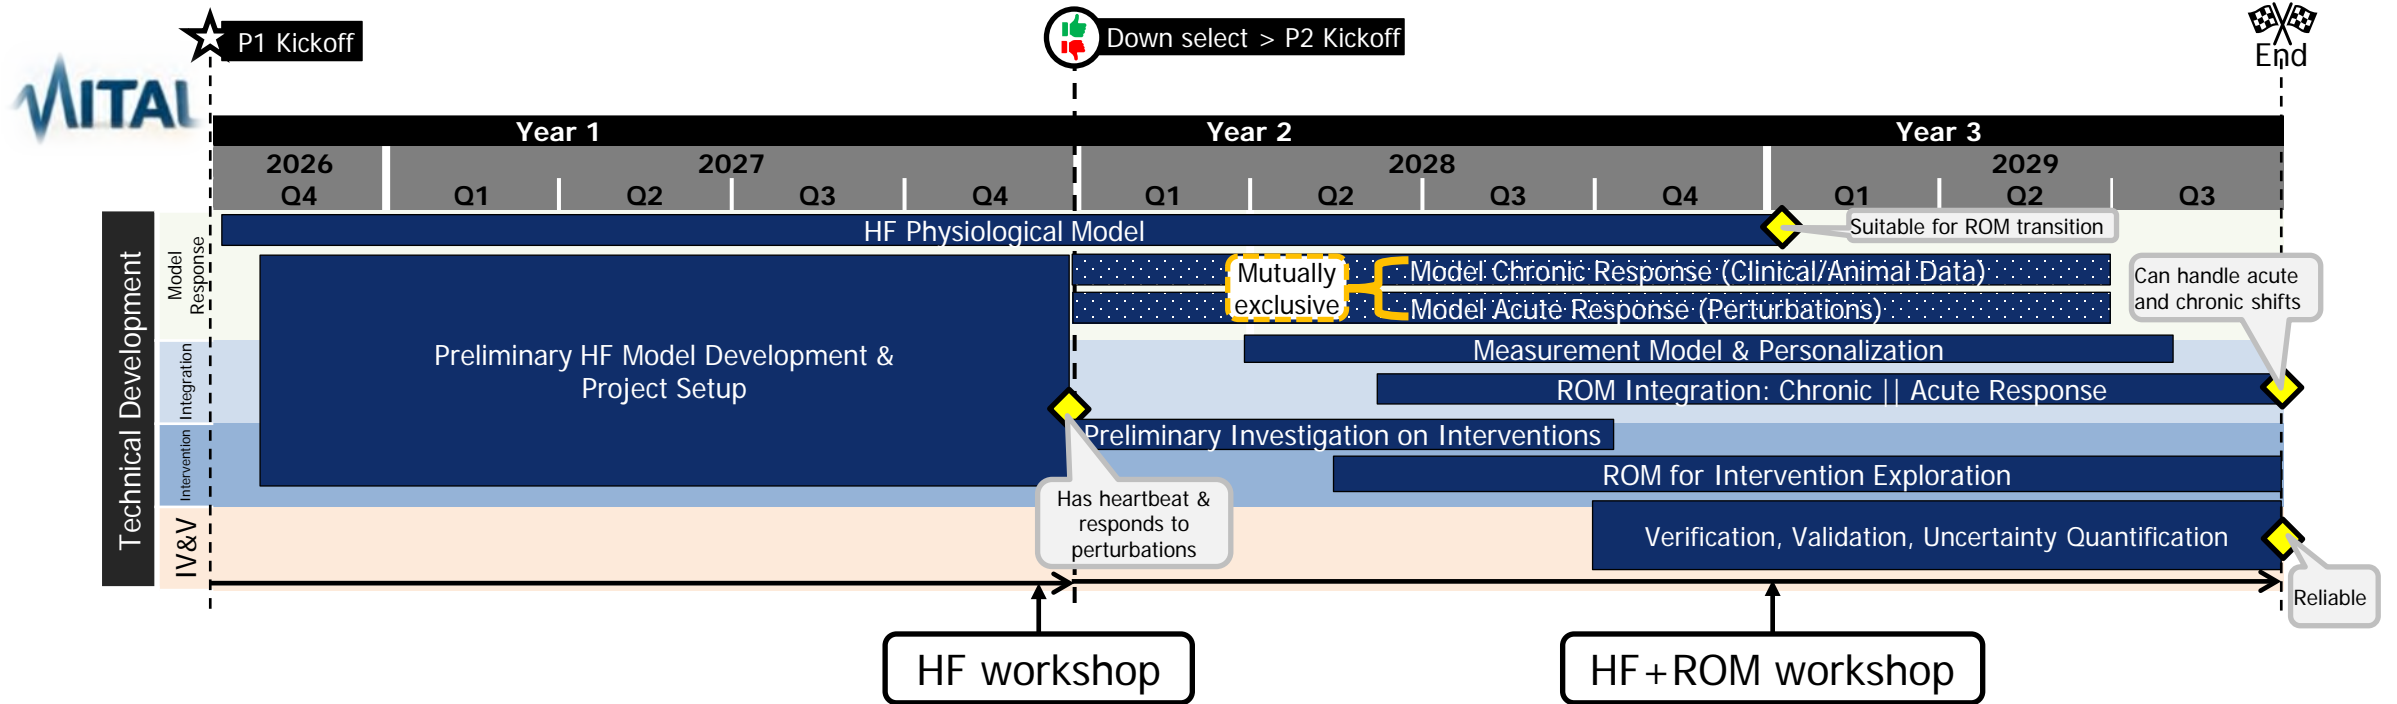 P1 Kickoff
Down select > P2 Kickoff
End
VITAL
Year 1
Year 2
Year 3
2026
2027
2028
2029
Q4
Q1
Q2
Q3
Q4
Q1
Q2
Q3
Q4
Q1
Q2
Q3
Technical Development
Model
Response
Integration
Intervention
IV&V
HF Physiological Model
Suitable for ROM transition
Mutually
exclusive
Model Chronic Response (Clinical/Animal Data)
Model Acute Response (Perturbations)
Can handle acute
and chronic shifts
Preliminary HF Model Development &
Project Setup
Measurement Model & Personalization
ROM Integration: Chronic || Acute Response
Preliminary Investigation on Interventions
ROM for Intervention Exploration
Has heartbeat &
responds to
perturbations
Verification, Validation, Uncertainty Quantification
Reliable
HF workshop
HF+ROM workshop